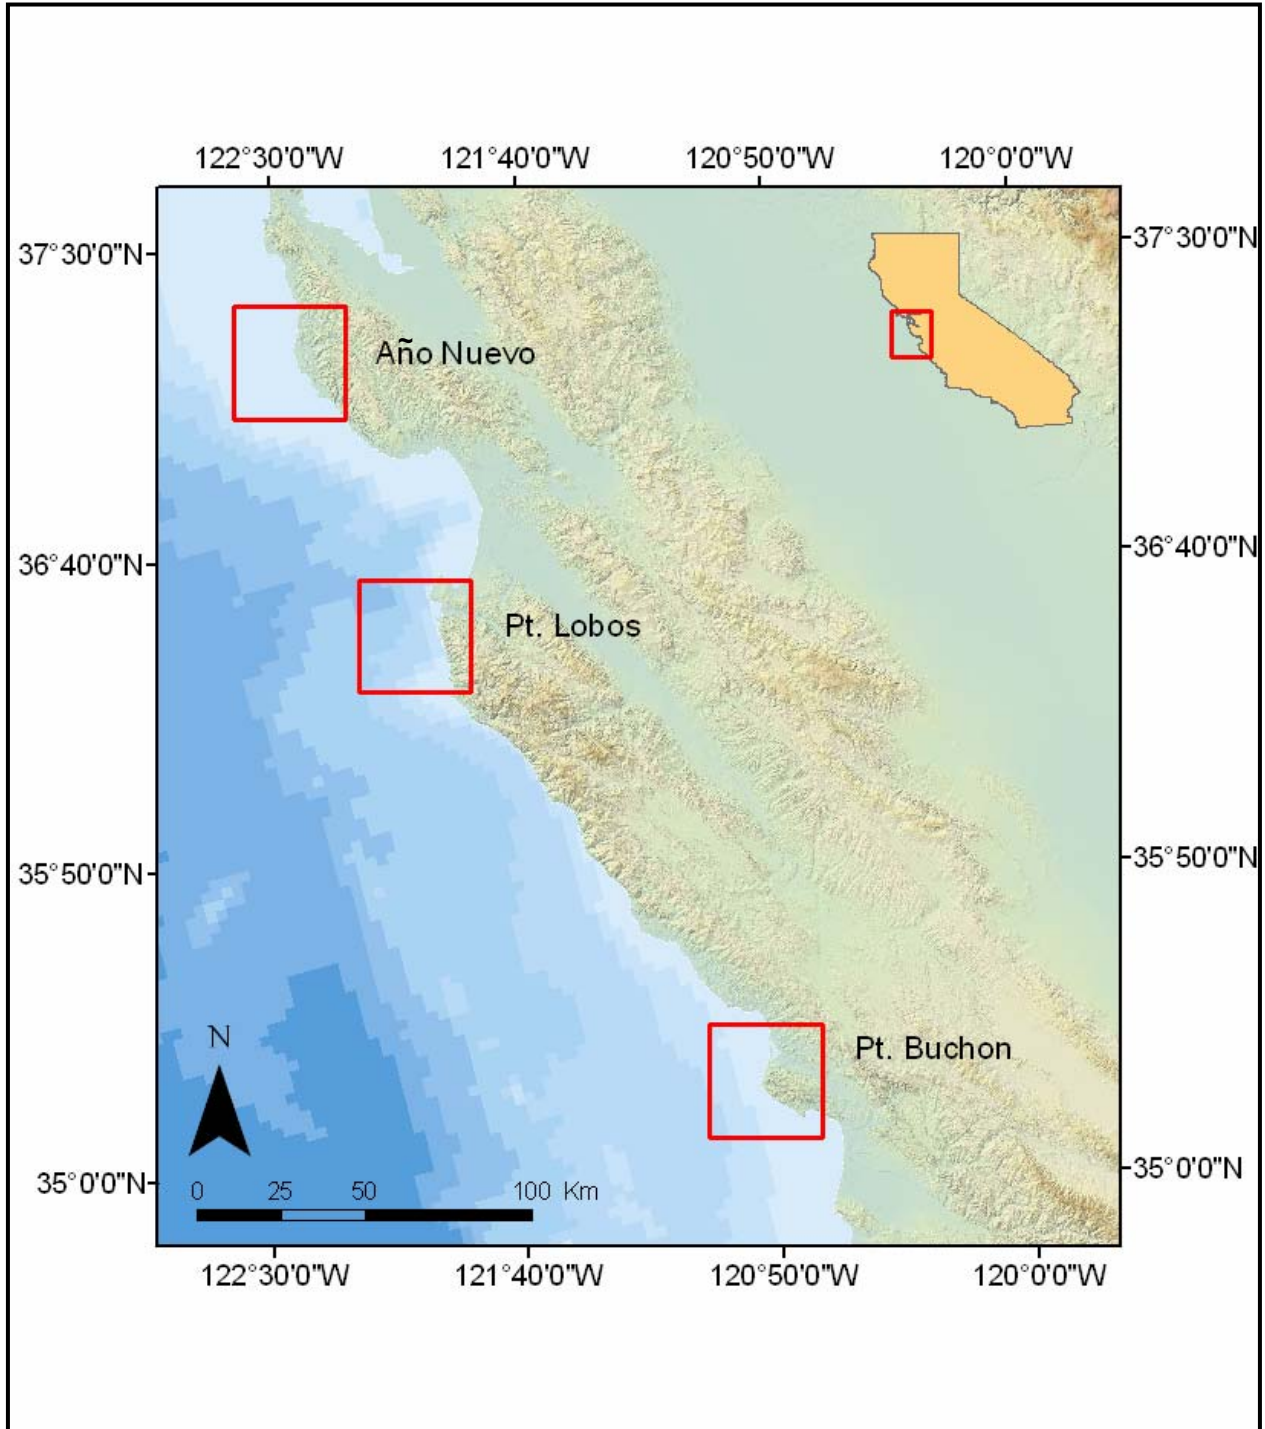 122°30'0"W 121°40'0"W 120°50'0"W 120°0'0"W
37°30'0"N 37°30'0"N
Año Nuevo
36°40'0"N 36°40'0"N
Pt. Lobos
35°50'0"N 35°50'0"N
N
Pt. Buchon
35°0'0"N 35°0'0"N
0 25 50 100 Km
122°30'0"W 121°40'0"W 120°50'0"W 120°0'0"W